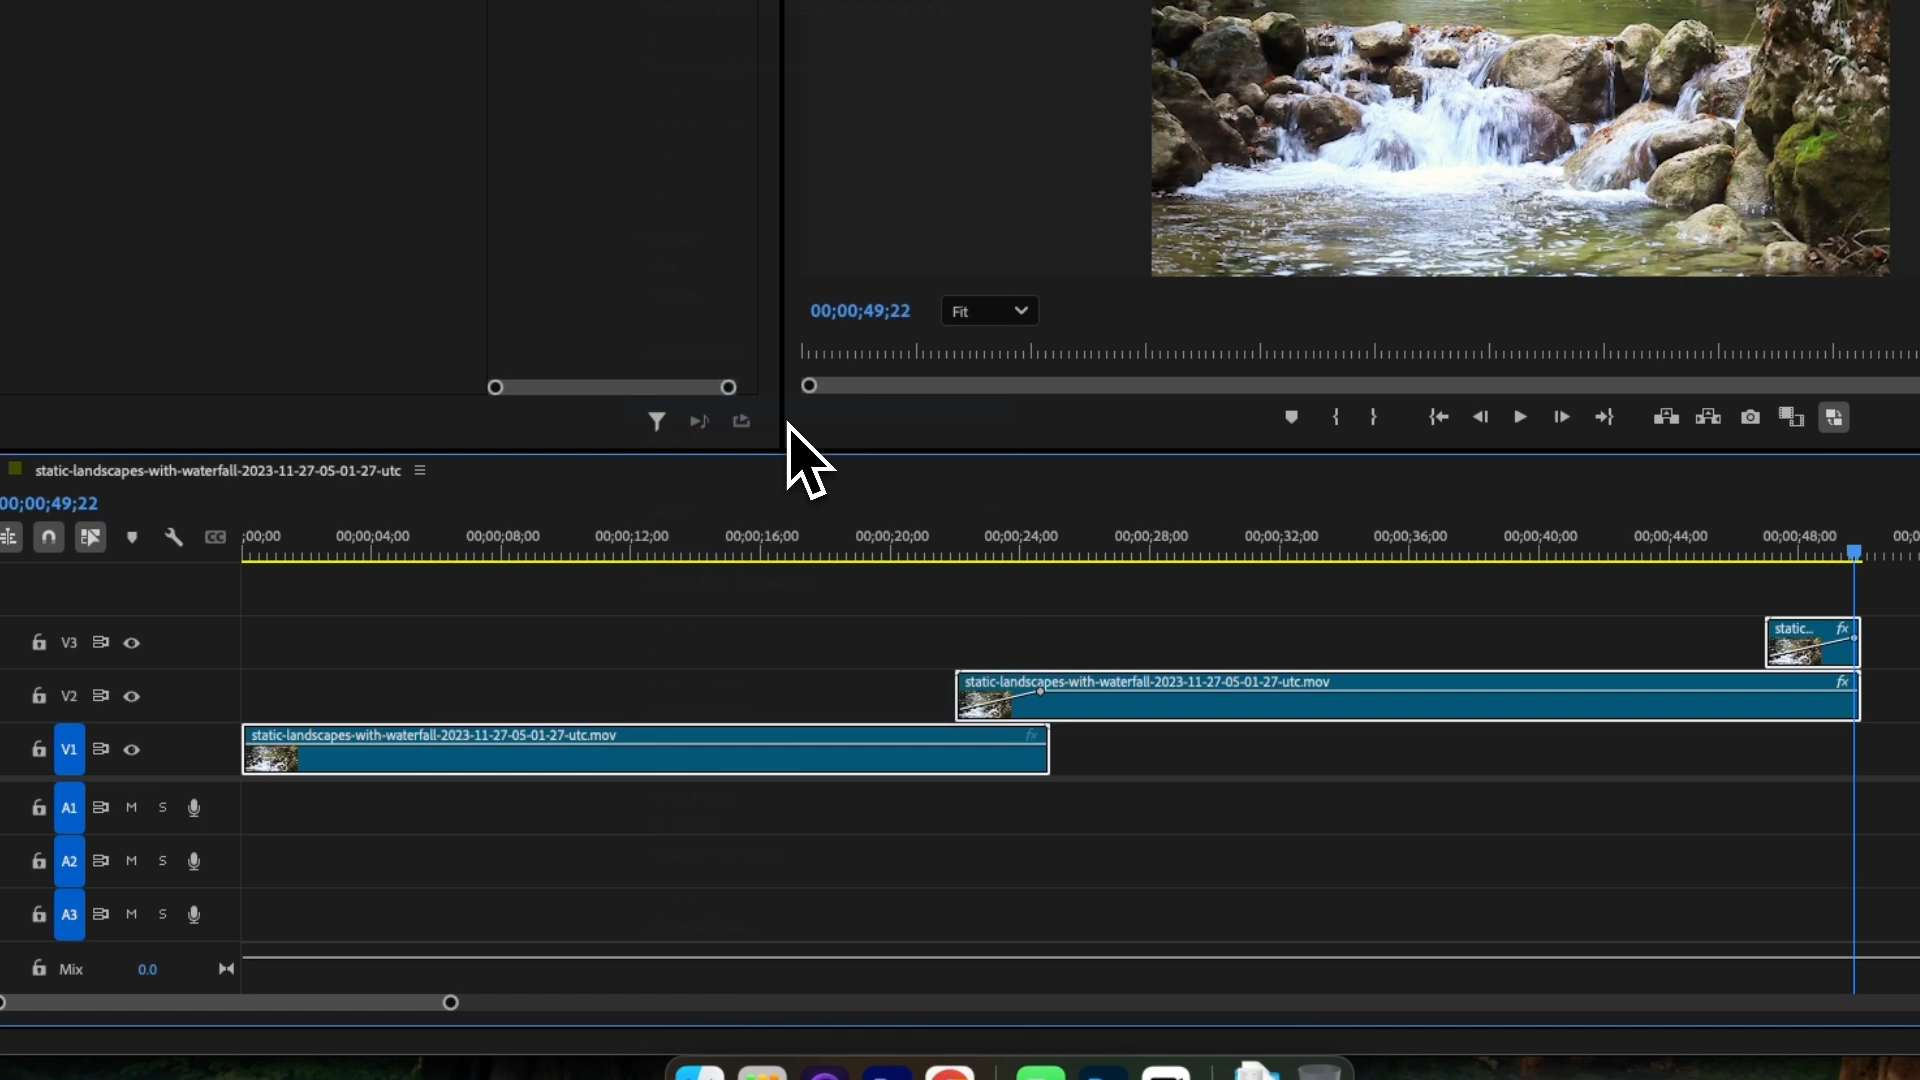 00;00;49;22
Fit
static-landscapes-with-waterfall-2023-11-27-05-01-27-utc
00;00;49;22
CC
;00;00 00;00;04;00 00;00;08;00 00;00;12;00 00;00;16;00 00;00;20;00 00;00;24;00 00;00;28;00 00;00;32;00 00;00;36;00 00;00;40;00 00;00;44;00 00;00;48;00 00;0
V3
static... fx
V2
static-landscapes-with-waterfall-2023-11-27-05-01-27-utc.mov fx
V1
static-landscapes-with-waterfall-2023-11-27-05-01-27-utc.mov fx
A1 M S
A2 M S
A3 M S
Mix 0.0